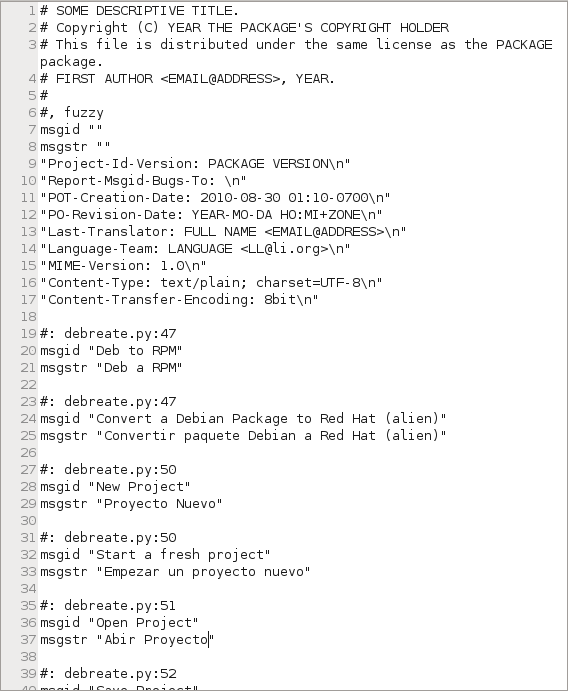 1 # SOME DESCRIPTIVE TITLE.
2 # Copyright (C) YEAR THE PACKAGE'S COPYRIGHT HOLDER
3 # This file is distributed under the same license as the PACKAGE
package.
4 # FIRST AUTHOR <EMAIL@ADDRESS>, YEAR.
5 #
6 #, fuzzy
7 msgid ""
8 msgstr ""
9 "Project-Id-Version: PACKAGE VERSION\n"
10 "Report-Msgid-Bugs-To: \n"
11 "POT-Creation-Date: 2010-08-30 01:10-0700\n"
12 "PO-Revision-Date: YEAR-MO-DA HO:MI+ZONE\n"
13 "Last-Translator: FULL NAME <EMAIL@ADDRESS>\n"
14 "Language-Team: LANGUAGE <LL@li.org>\n"
15 "MIME-Version: 1.0\n"
16 "Content-Type: text/plain; charset=UTF-8\n"
17 "Content-Transfer-Encoding: 8bit\n"
18
19 #: debreate.py:47
20 msgid "Deb to RPM"
21 msgstr "Deb a RPM"
22
23 #: debreate.py:47
24 msgid "Convert a Debian Package to Red Hat (alien)"
25 msgstr "Convertir paquete Debian a Red Hat (alien)"
26
27 #: debreate.py:50
28 msgid "New Project"
29 msgstr "Proyecto Nuevo"
30
31 #: debreate.py:50
32 msgid "Start a fresh project"
33 msgstr "Empezar un proyecto nuevo"
34
35 #: debreate.py:51
36 msgid "Open Project"
37 msgstr "Abir Proyecto"
38
39 #: debreate.py:52
40 msgid "Save Project"